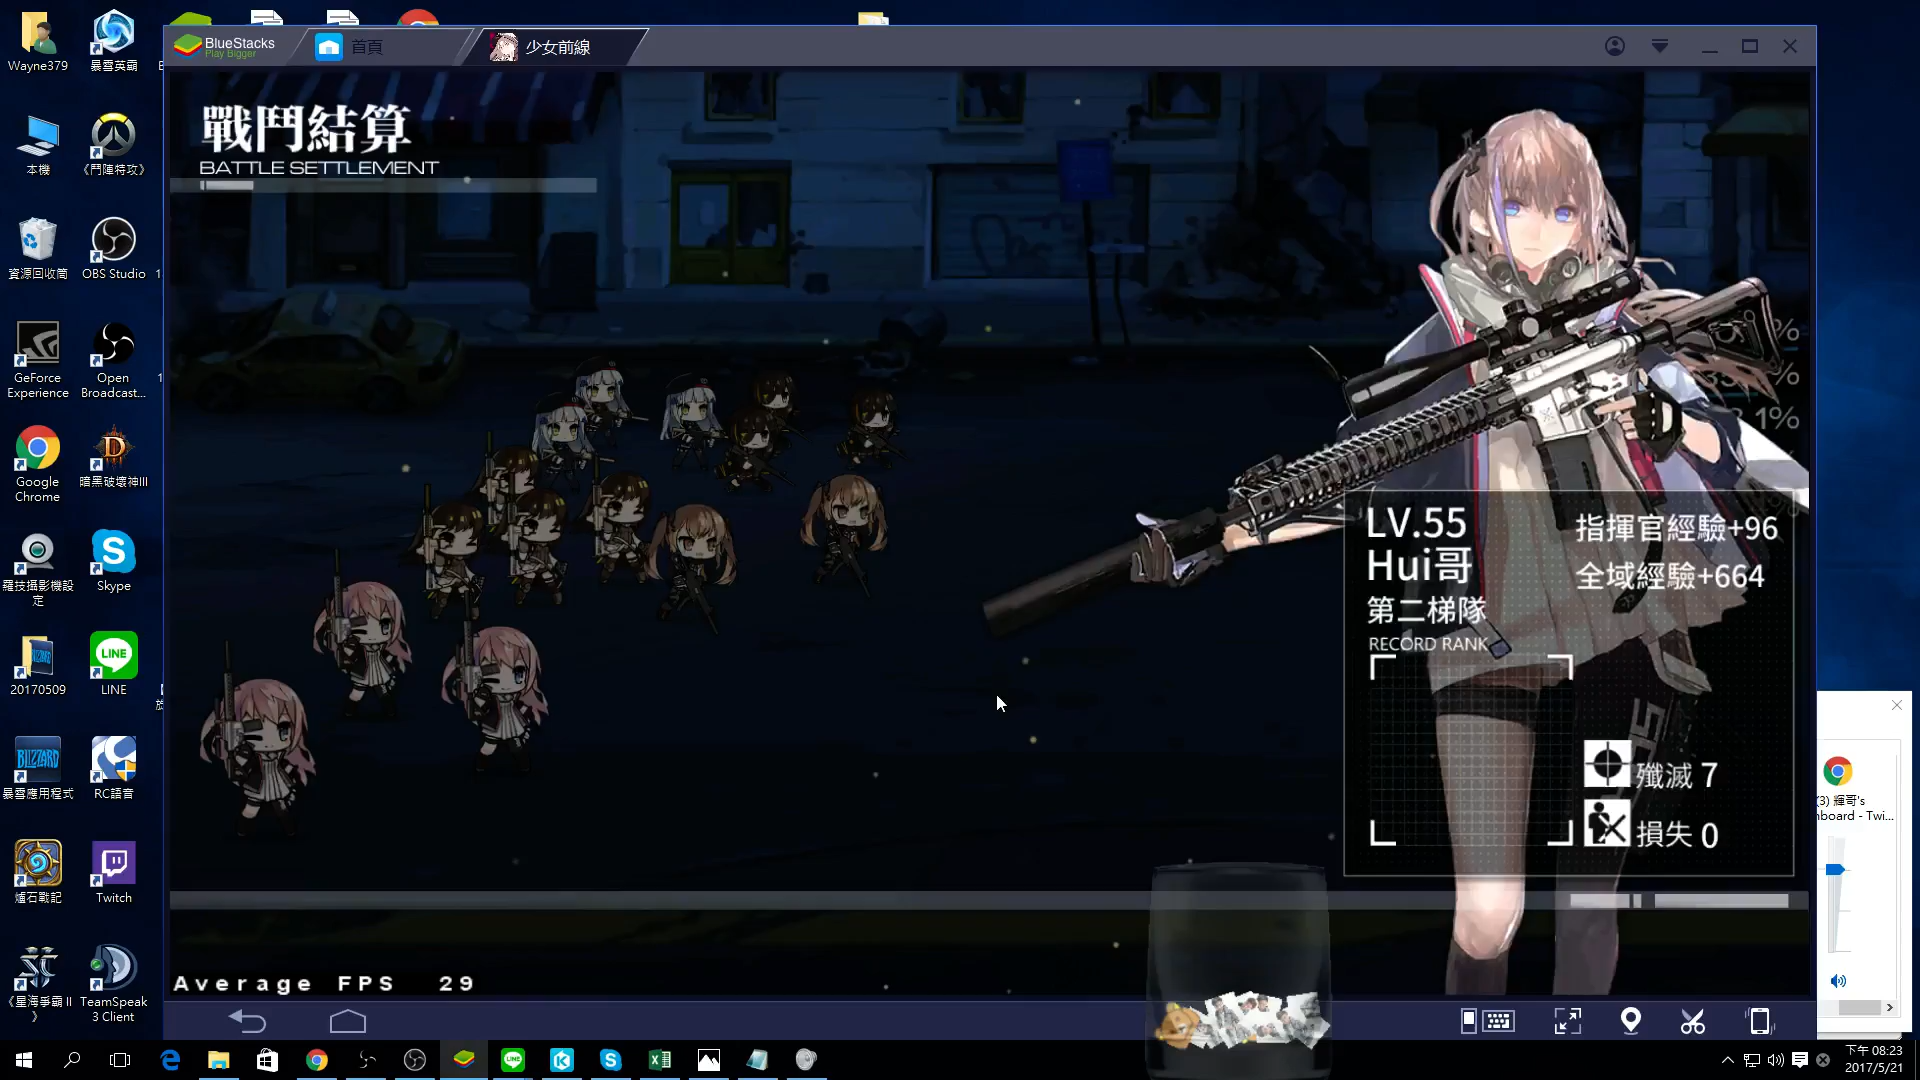 Wayne379
暴雪英霸
本機
《鬥陣特攻》
資源回收筒
OBS Studio
GeForce
Experience
Open
Broadcast...
Google
Chrome
暗黑破壞神III
羅技攝影機設
定
Skype
20170509
LINE
暴雪應用程式
RC語音
爐石戰記
Twitch
《星海爭霸 II
》
TeamSpeak
3 Client
BlueStacks
Play Bigger
首頁
少女前線
戰鬥結算
BATTLE SETTLEMENT
LV.55
Hui哥
第二梯隊
RECORD RANK
指揮官經驗+96
全域經驗+664
殲滅 7
損失 0
Average FPS 29
(3) 輝哥's
nboard - Twi...
下午 08:23
2017/5/21